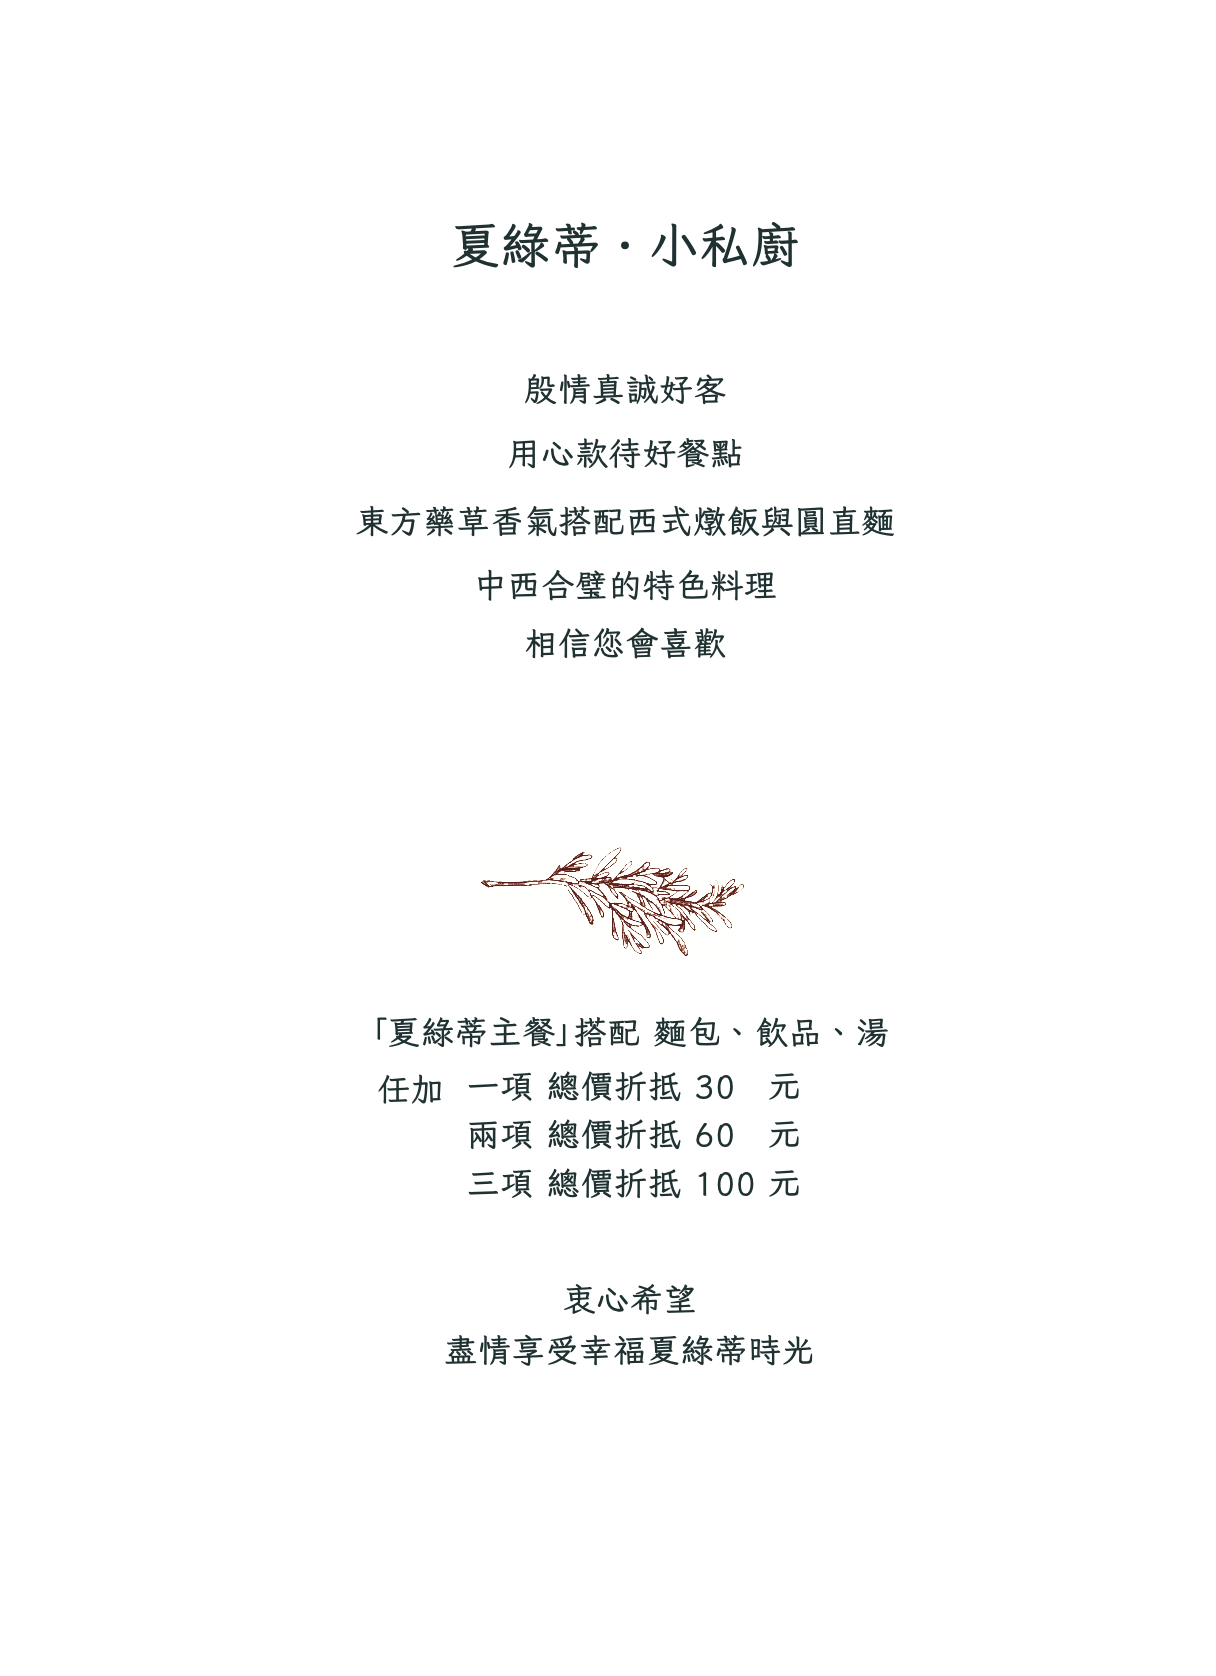 夏綠蒂·小私廚
殷情真誠好客
用心款待好餐點
東方藥草香氣搭配西式燉飯與圓直麵
中西合璧的特色料理
相信您會喜歡
「夏綠蒂主餐」搭配 麵包、飲品、湯
任加 一項 總價折抵 30 元
兩項 總價折抵 60 元
三項 總價折抵 100 元
衷心希望
盡情享受幸福夏綠蒂時光